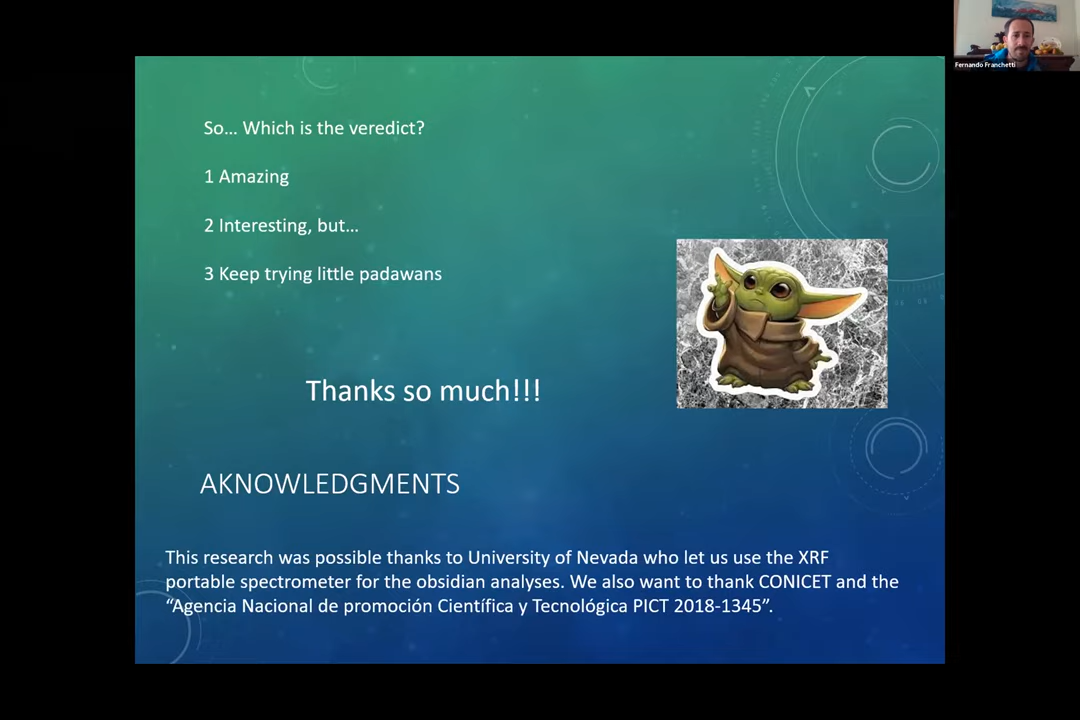 Fernando Franchetti
So... Which is the veredict?
1 Amazing
2 Interesting, but...
3 Keep trying little padawans
Thanks so much!!!
AKNOWLEDGMENTS
This research was possible thanks to University of Nevada who let us use the XRF
portable spectrometer for the obsidian analyses. We also want to thank CONICET and the
“Agencia Nacional de promoción Científica y Tecnológica PICT 2018-1345”.